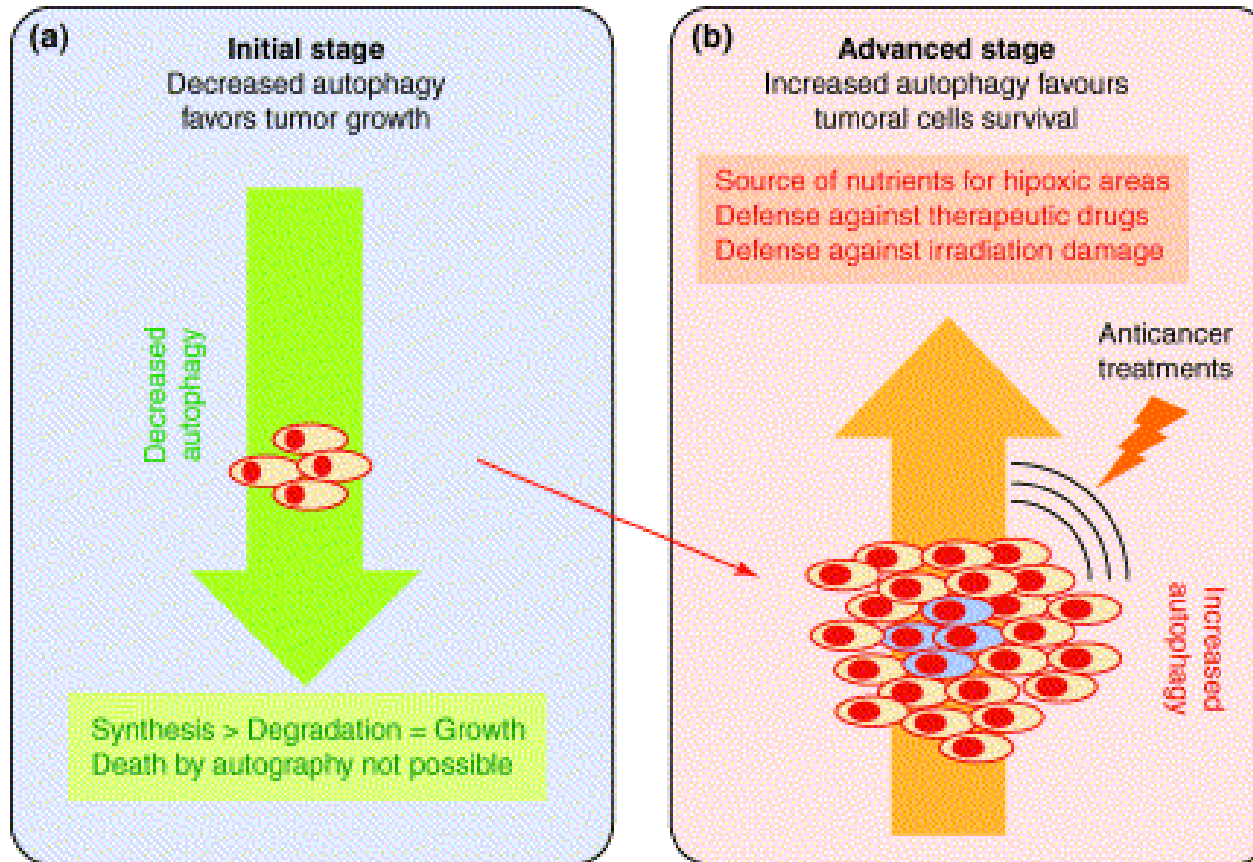 (a)
Initial stage
Decreased autophagy
favors tumor growth
Decreased
autophagy
Synthesis > Degradation = Growth
Death by autography not possible
(b)
Advanced stage
Increased autophagy favours
tumoral cells survival
Source of nutrients for hipoxic areas
Defense against therapeutic drugs
Defense against irradiation damage
Anticancer
treatments
Increased
autophagy